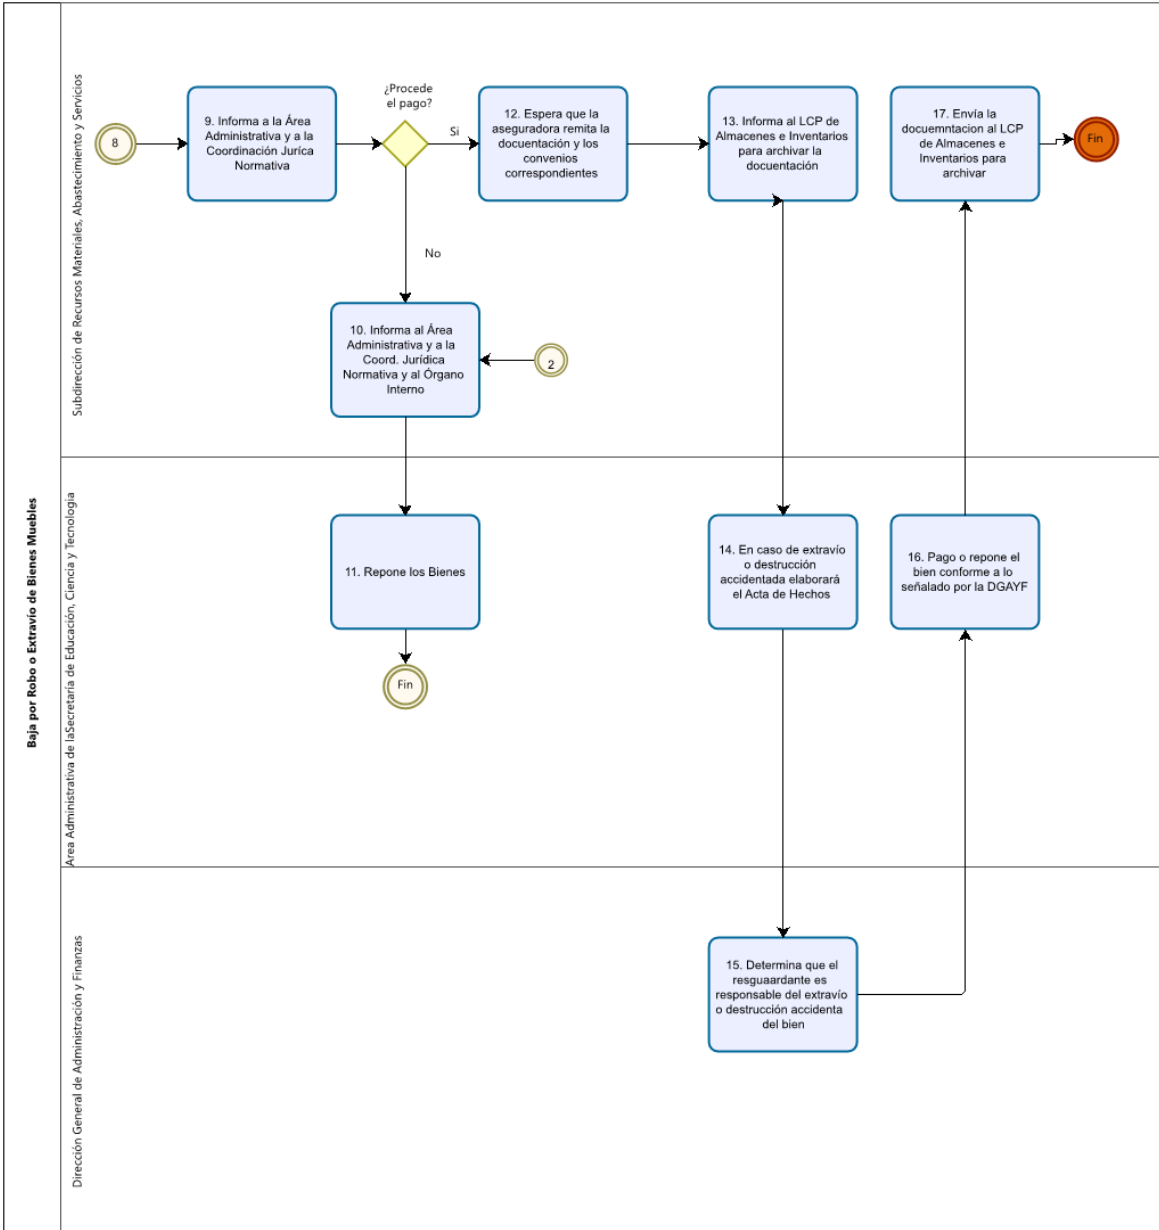 Baja por Robo o Extravío de Bienes Muebles
Subdirección de Recursos Materiales, Abastecimiento y Servicios
8
9. Informa a la Área
Administrativa y a la
Coordinación Juríca
Normativa
¿Procede
el pago?
Si
No
12. Espera que la
aseguradora remita la
docuentación y los
convenios
correspondientes
13. Informa al LCP de
Almacenes e Inventarios
para archivar la
docuentación
17. Envía la
docuemntacion al LCP
de Almacenes e
Inventarios para
archivar
Fin
10. Informa al Área
Administrativa y a la
Coord. Jurídica
Normativa y al Órgano
Interno
2
Area Administrativa de laSecretaría de Educación, Ciencia y Tecnologia
11. Repone los Bienes
Fin
14. En caso de extravío
o destrucción
accidentada elaborará
el Acta de Hechos
16. Pago o repone el
bien conforme a lo
señalado por la DGAYF
Dirección General de Administración y Finanzas
15. Determina que el
resguaardante es
responsable del extravío
o destrucción accidenta
del bien